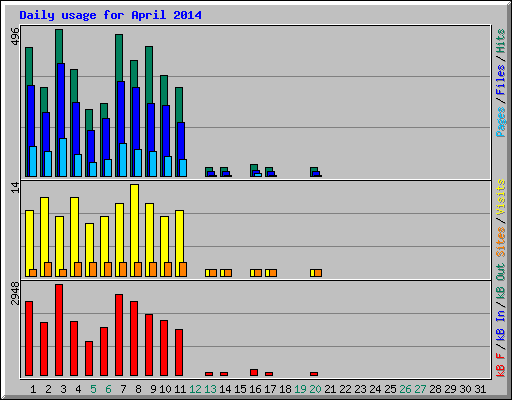 Daily usage for April 2014
496
Pages / Files / Hits
14
Sites / Visits
2948
kB F / kB In / kB Out
1 2 3 4 5 6 7 8 9 10 11 12 13 14 15 16 17 18 19 20 21 22 23 24 25 26 27 28 29 30 31